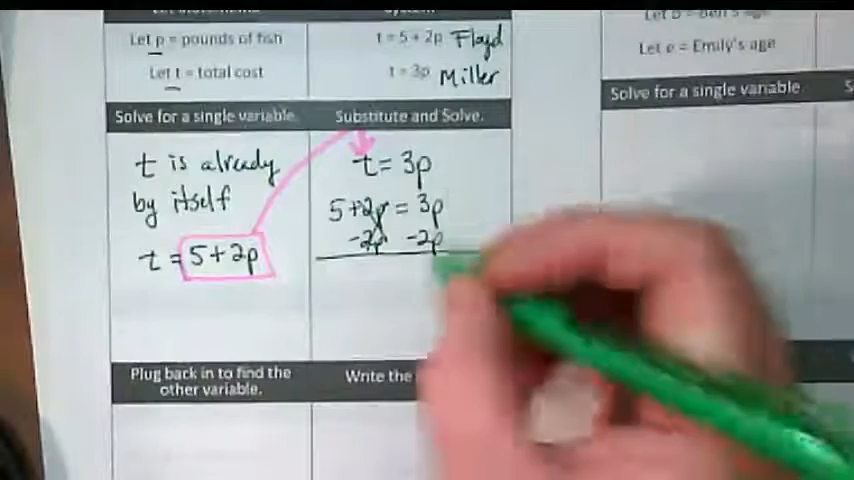 Let p = pounds of fish
t = 5 + 2p Floyd
Let t = total cost
t = 3p Miller
Let e = Emily's age
Solve for a single variable.
Substitute and Solve.
Solve for a single variable
t is already
by itself
t = 5+2p
t = 3p
5+2p = 3p
-2p -2p
Plug back in to find the
other variable.
Write the